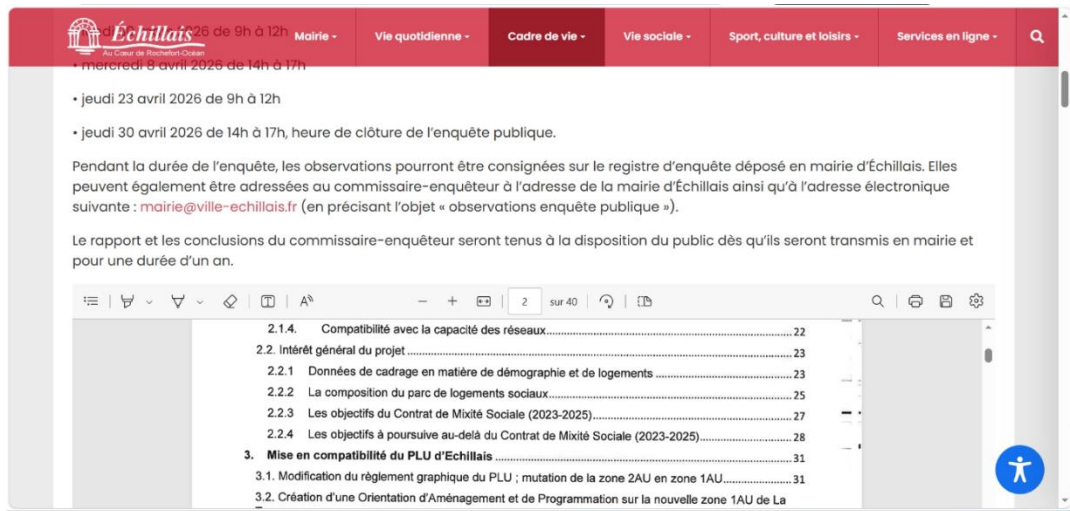 Échillais
Au Cœur de Rochefort-Océan
Mairie
Vie quotidienne
Cadre de vie
Vie sociale
Sport, culture et loisirs
Services en ligne
26 de 9h à 12h
• mercredi 8 avril 2026 de 14h à 17h
• jeudi 23 avril 2026 de 9h à 12h
• jeudi 30 avril 2026 de 14h à 17h, heure de clôture de l'enquête publique.
Pendant la durée de l'enquête, les observations pourront être consignées sur le registre d'enquête déposé en mairie d'Échillais. Elles
peuvent également être adressées au commissaire-enquêteur à l'adresse de la mairie d'Échillais ainsi qu'à l'adresse électronique
suivante : mairie@ville-echillais.fr (en précisant l'objet « observations enquête publique »).
Le rapport et les conclusions du commissaire-enquêteur seront tenus à la disposition du public dès qu'ils seront transmis en mairie et
pour une durée d'un an.
2 sur 40
2.1.4. Compatibilité avec la capacité des réseaux 22
2.2. Intérêt général du projet 23
2.2.1 Données de cadrage en matière de démographie et de logements 23
2.2.2 La composition du parc de logements sociaux 25
2.2.3 Les objectifs du Contrat de Mixité Sociale (2023-2025) 27
2.2.4 Les objectifs à poursuive au-delà du Contrat de Mixité Sociale (2023-2025) 28
3. Mise en compatibilité du PLU d'Echillais 31
3.1. Modification du règlement graphique du PLU ; mutation de la zone 2AU en zone 1AU 31
3.2. Création d'une Orientation d'Aménagement et de Programmation sur la nouvelle zone 1AU de La